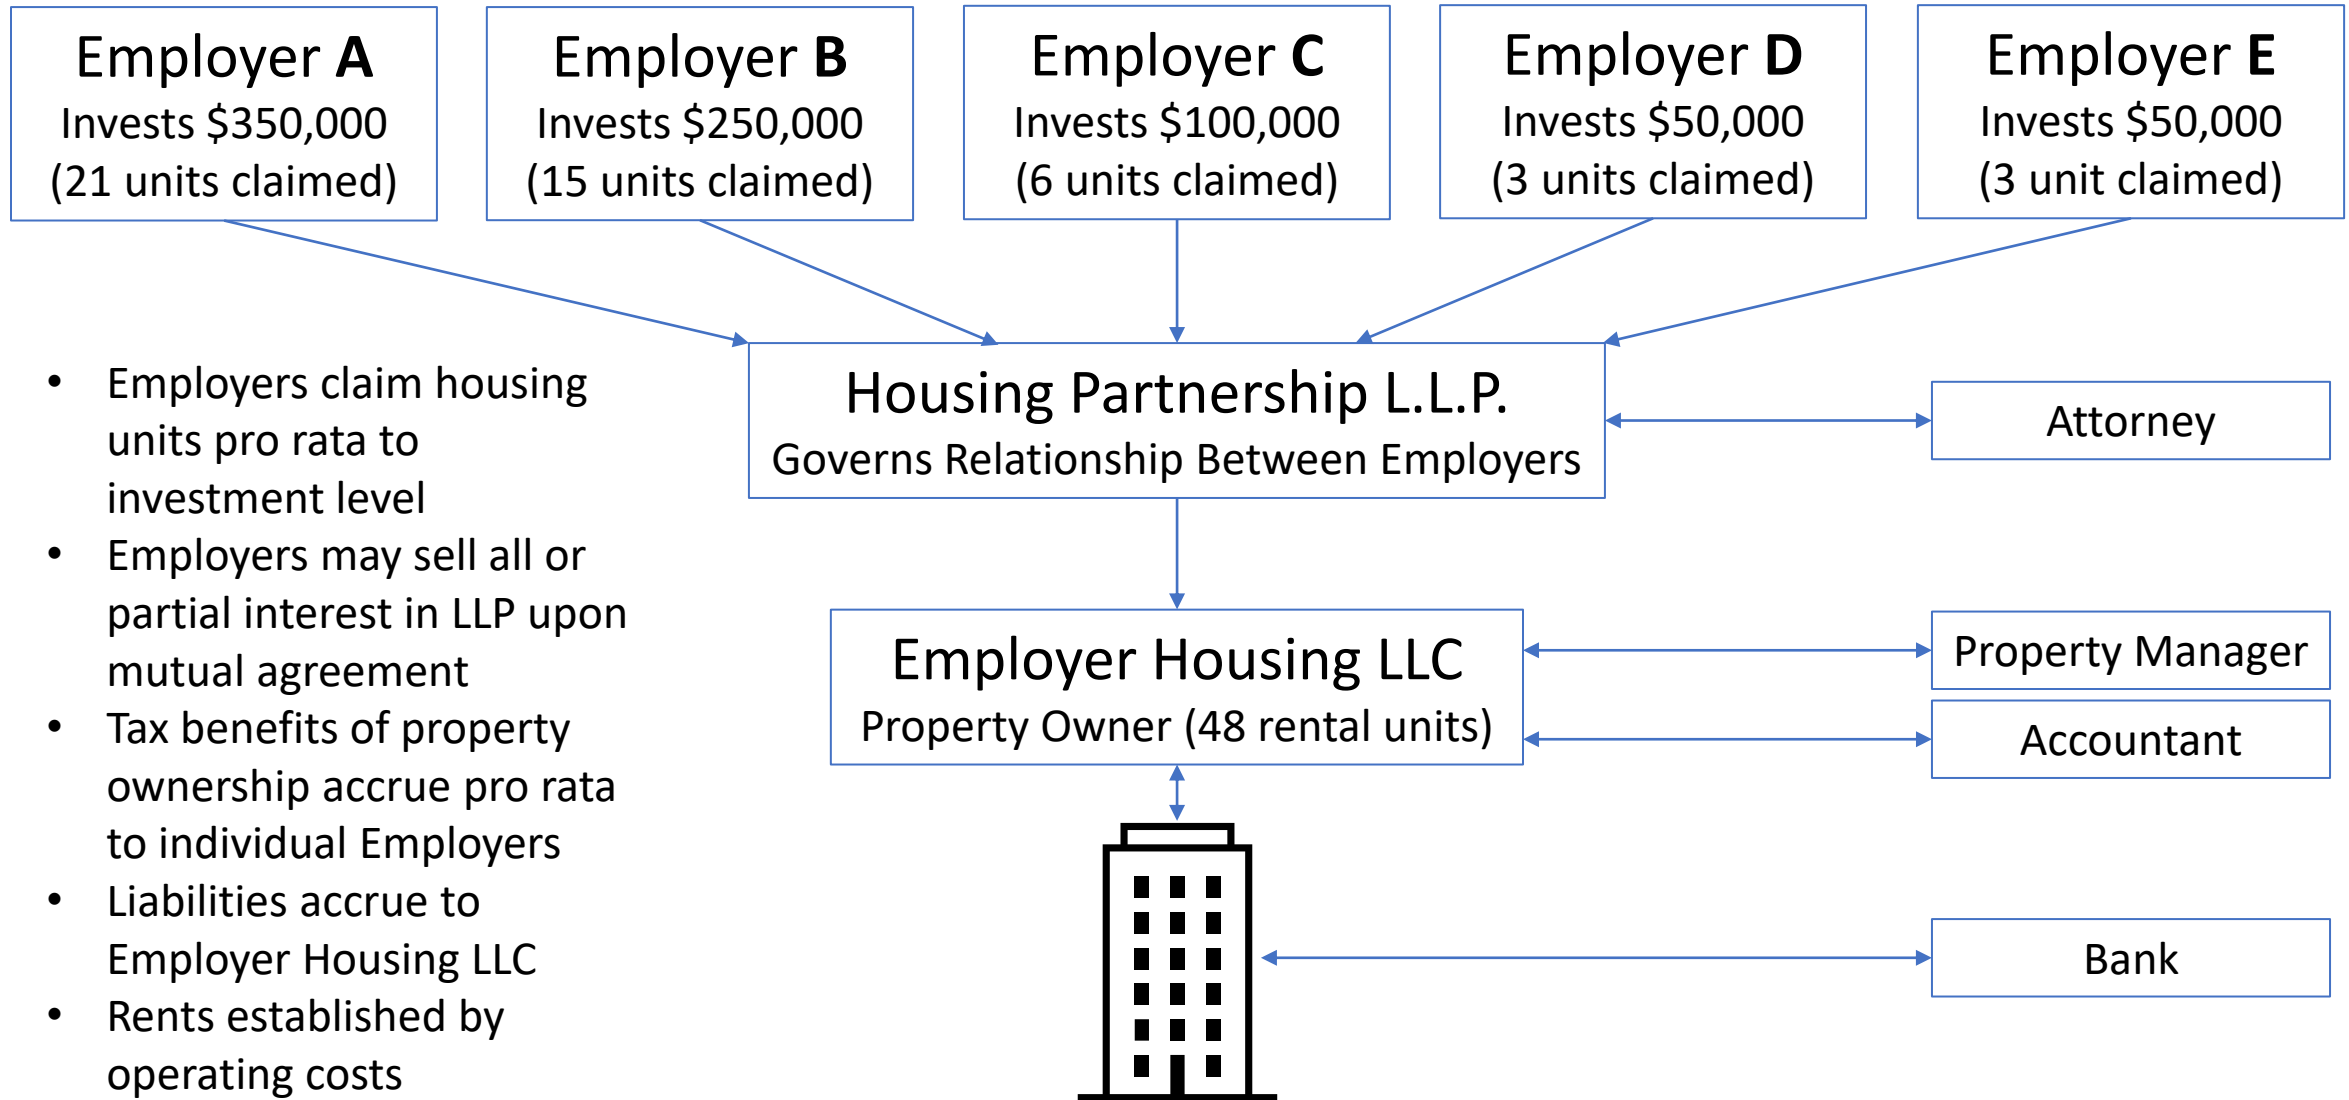 Employer A
Invests $350,000
(21 units claimed)
Employer B
Invests $250,000
(15 units claimed)
Employer C
Invests $100,000
(6 units claimed)
Employer D
Invests $50,000
(3 units claimed)
Employer E
Invests $50,000
(3 unit claimed)
• Employers claim housing
units pro rata to
investment level
• Employers may sell all or
partial interest in LLP upon
mutual agreement
• Tax benefits of property
ownership accrue pro rata
to individual Employers
• Liabilities accrue to
Employer Housing LLC
• Rents established by
operating costs
Housing Partnership L.L.P.
Governs Relationship Between Employers
Attorney
Employer Housing LLC
Property Owner (48 rental units)
Property Manager
Accountant
Bank